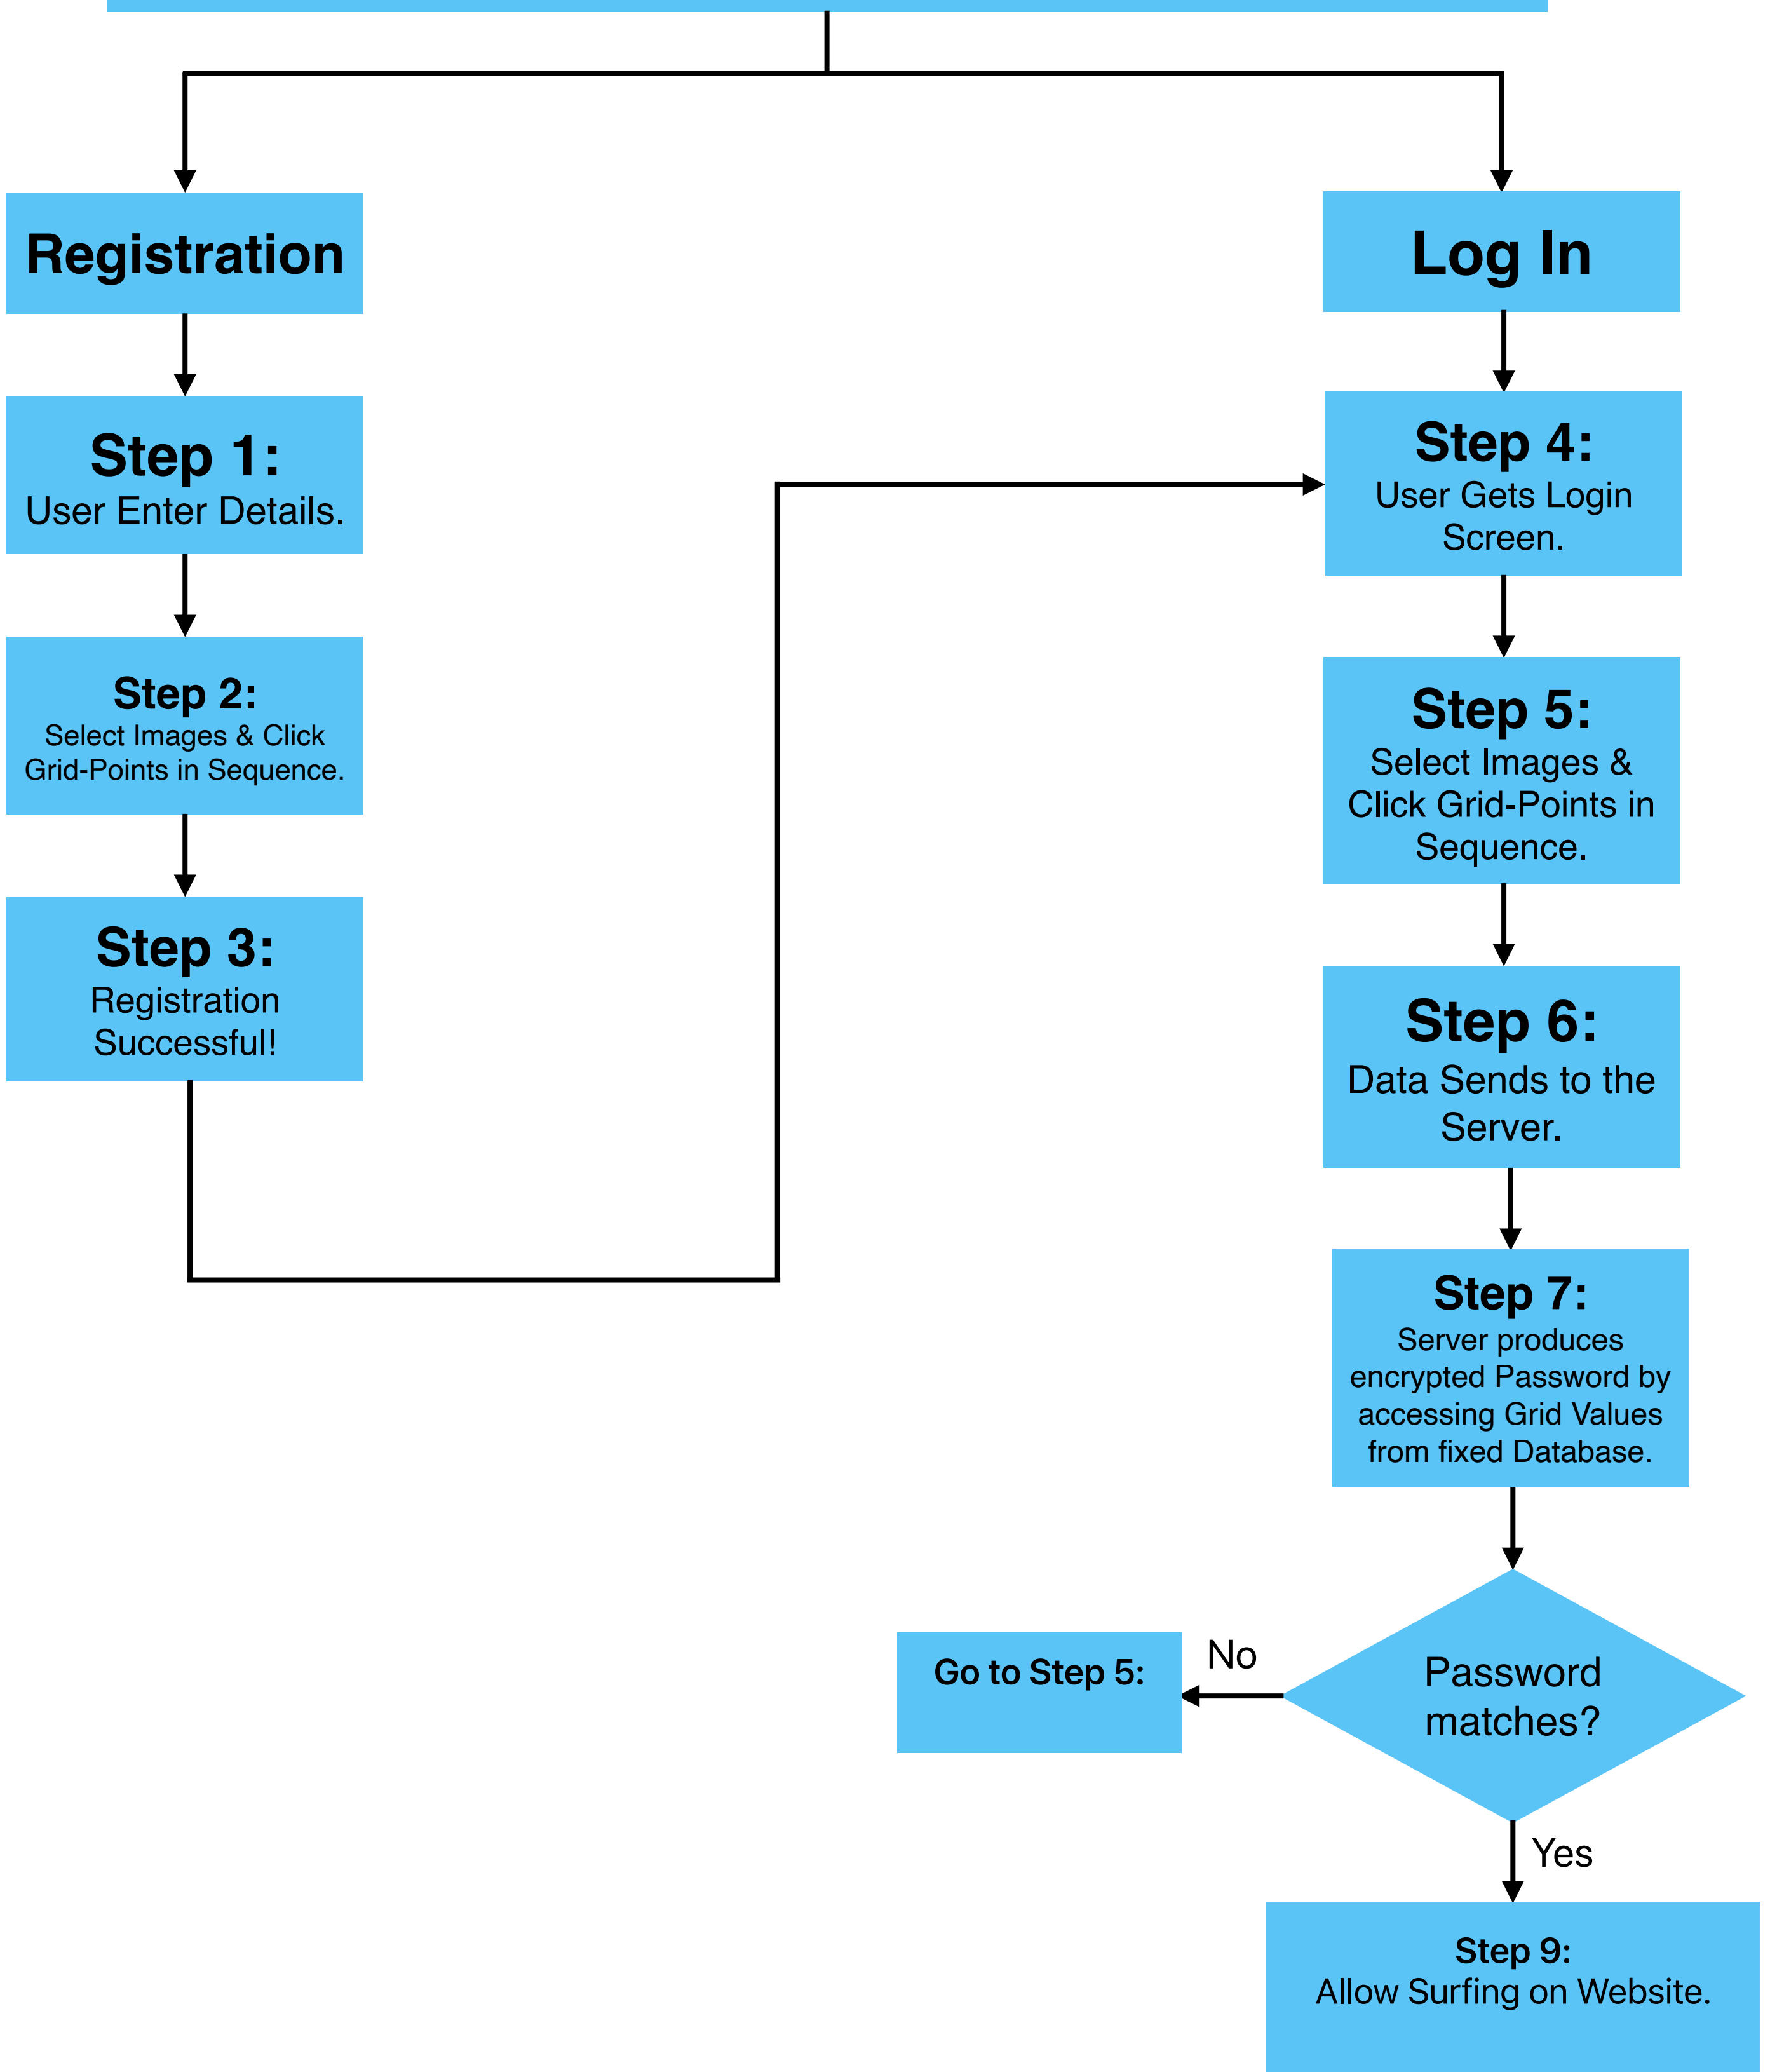 Registration
Step 1:
User Enter Details.
Step 2:
Select Images & Click
Grid-Points in Sequence.
Step 3:
Registration
Successful!
Log In
Step 4:
User Gets Login
Screen.
Step 5:
Select Images &
Click Grid-Points in
Sequence.
Step 6:
Data Sends to the
Server.
Step 7:
Server produces
encrypted Password by
accessing Grid Values
from fixed Database.
Password
matches?
No
Go to Step 5:
Yes
Step 9:
Allow Surfing on Website.